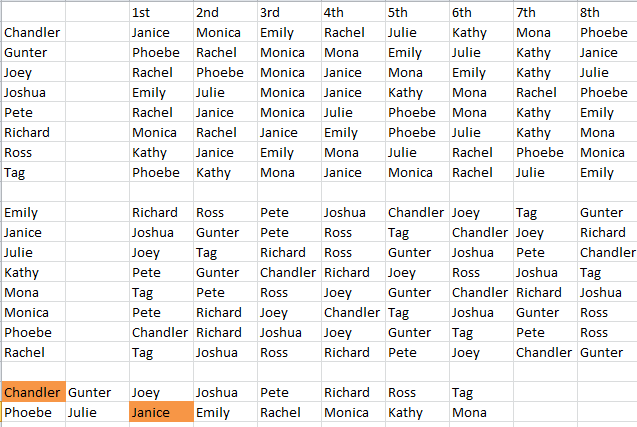 1st 2nd 3rd 4th 5th 6th 7th 8th
Chandler Janice Monica Emily Rachel Julie Kathy Mona Phoebe
Gunter Phoebe Rachel Monica Mona Emily Julie Kathy Janice
Joey Rachel Phoebe Monica Janice Mona Emily Kathy Julie
Joshua Emily Julie Monica Janice Kathy Mona Rachel Phoebe
Pete Rachel Janice Monica Julie Phoebe Mona Kathy Emily
Richard Monica Rachel Janice Emily Phoebe Julie Kathy Mona
Ross Kathy Janice Emily Mona Julie Rachel Phoebe Monica
Tag Phoebe Kathy Mona Janice Monica Rachel Julie Emily
Emily Richard Ross Pete Joshua Chandler Joey Tag Gunter
Janice Joshua Gunter Pete Ross Tag Chandler Joey Richard
Julie Joey Tag Richard Ross Gunter Joshua Pete Chandler
Kathy Pete Gunter Chandler Richard Joey Ross Joshua Tag
Mona Tag Pete Ross Joey Gunter Chandler Richard Joshua
Monica Pete Richard Joey Chandler Tag Joshua Gunter Ross
Phoebe Chandler Richard Joshua Joey Gunter Tag Pete Ross
Rachel Tag Joshua Ross Richard Pete Joey Chandler Gunter
Chandler Gunter Joey Joshua Pete Richard Ross Tag
Phoebe Julie Janice Emily Rachel Monica Kathy Mona